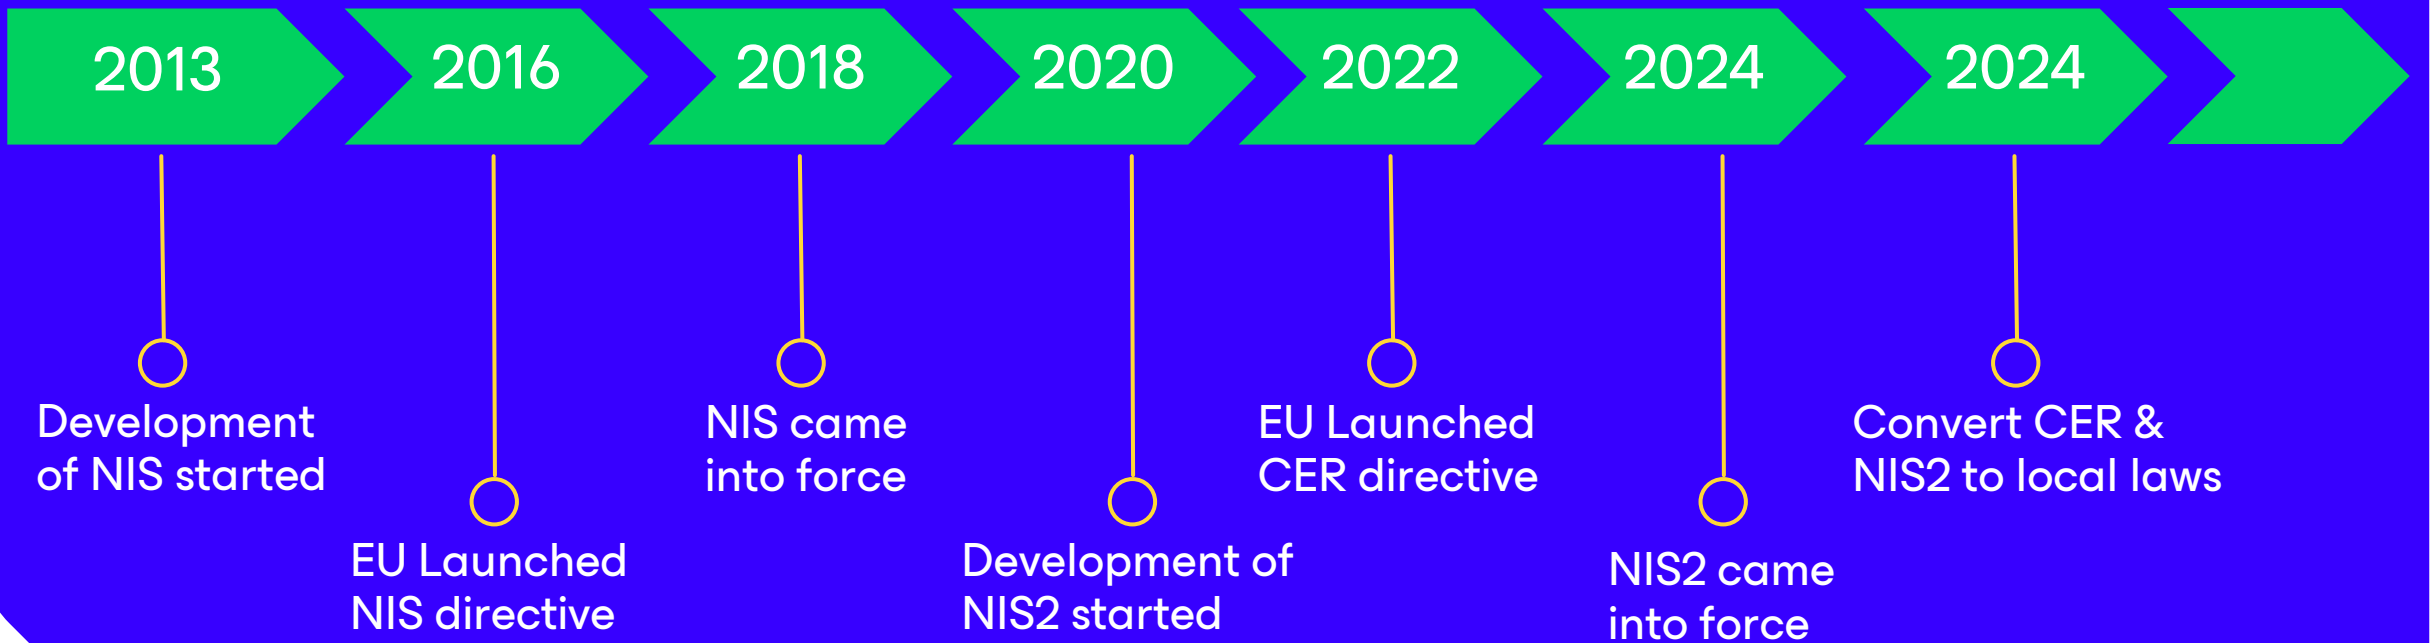 2013
2016
2018
2020
2022
2024
2024
Development
of NIS started
EU Launched
NIS directive
NIS came
into force
Development of
NIS2 started
EU Launched
CER directive
NIS2 came
into force
Convert CER &
NIS2 to local laws